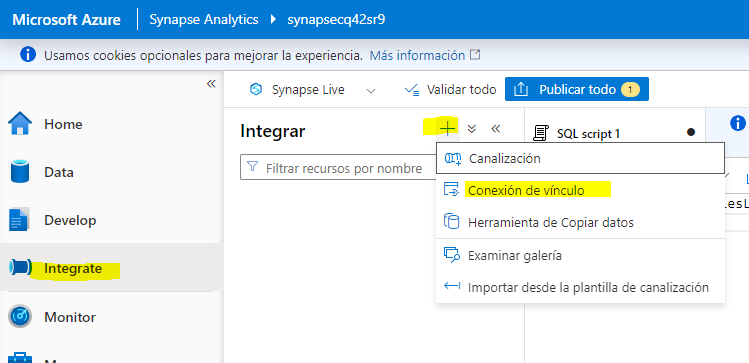 Microsoft Azure Synapse Analytics synapsecq42sr9
Usamos cookies opcionales para mejorar la experiencia. Más información
Synapse Live Validar todo Publicar todo 1
Home
Data
Develop
Integrate
Monitor
Integrar
Filtrar recursos por nombre
SQL script 1
Canalización
Conexión de vínculo
Herramienta de Copiar datos
Examinar galería
Importar desde la plantilla de canalización